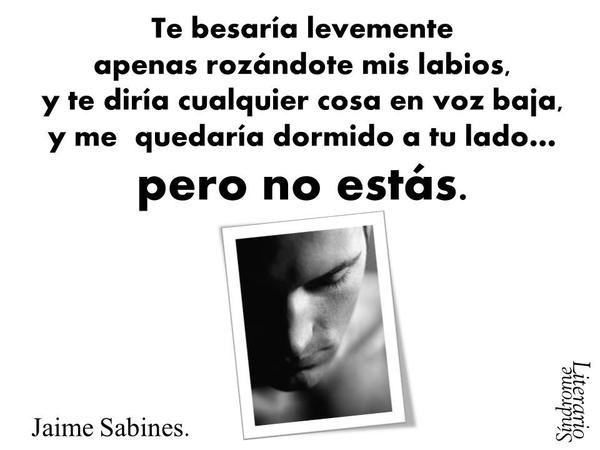 Te besaría levemente
apenas rozándote mis labios,
y te diría cualquier cosa en voz baja,
y me quedaría dormido a tu lado...
pero no estás.
Jaime Sabines.
Síndrome
Literario